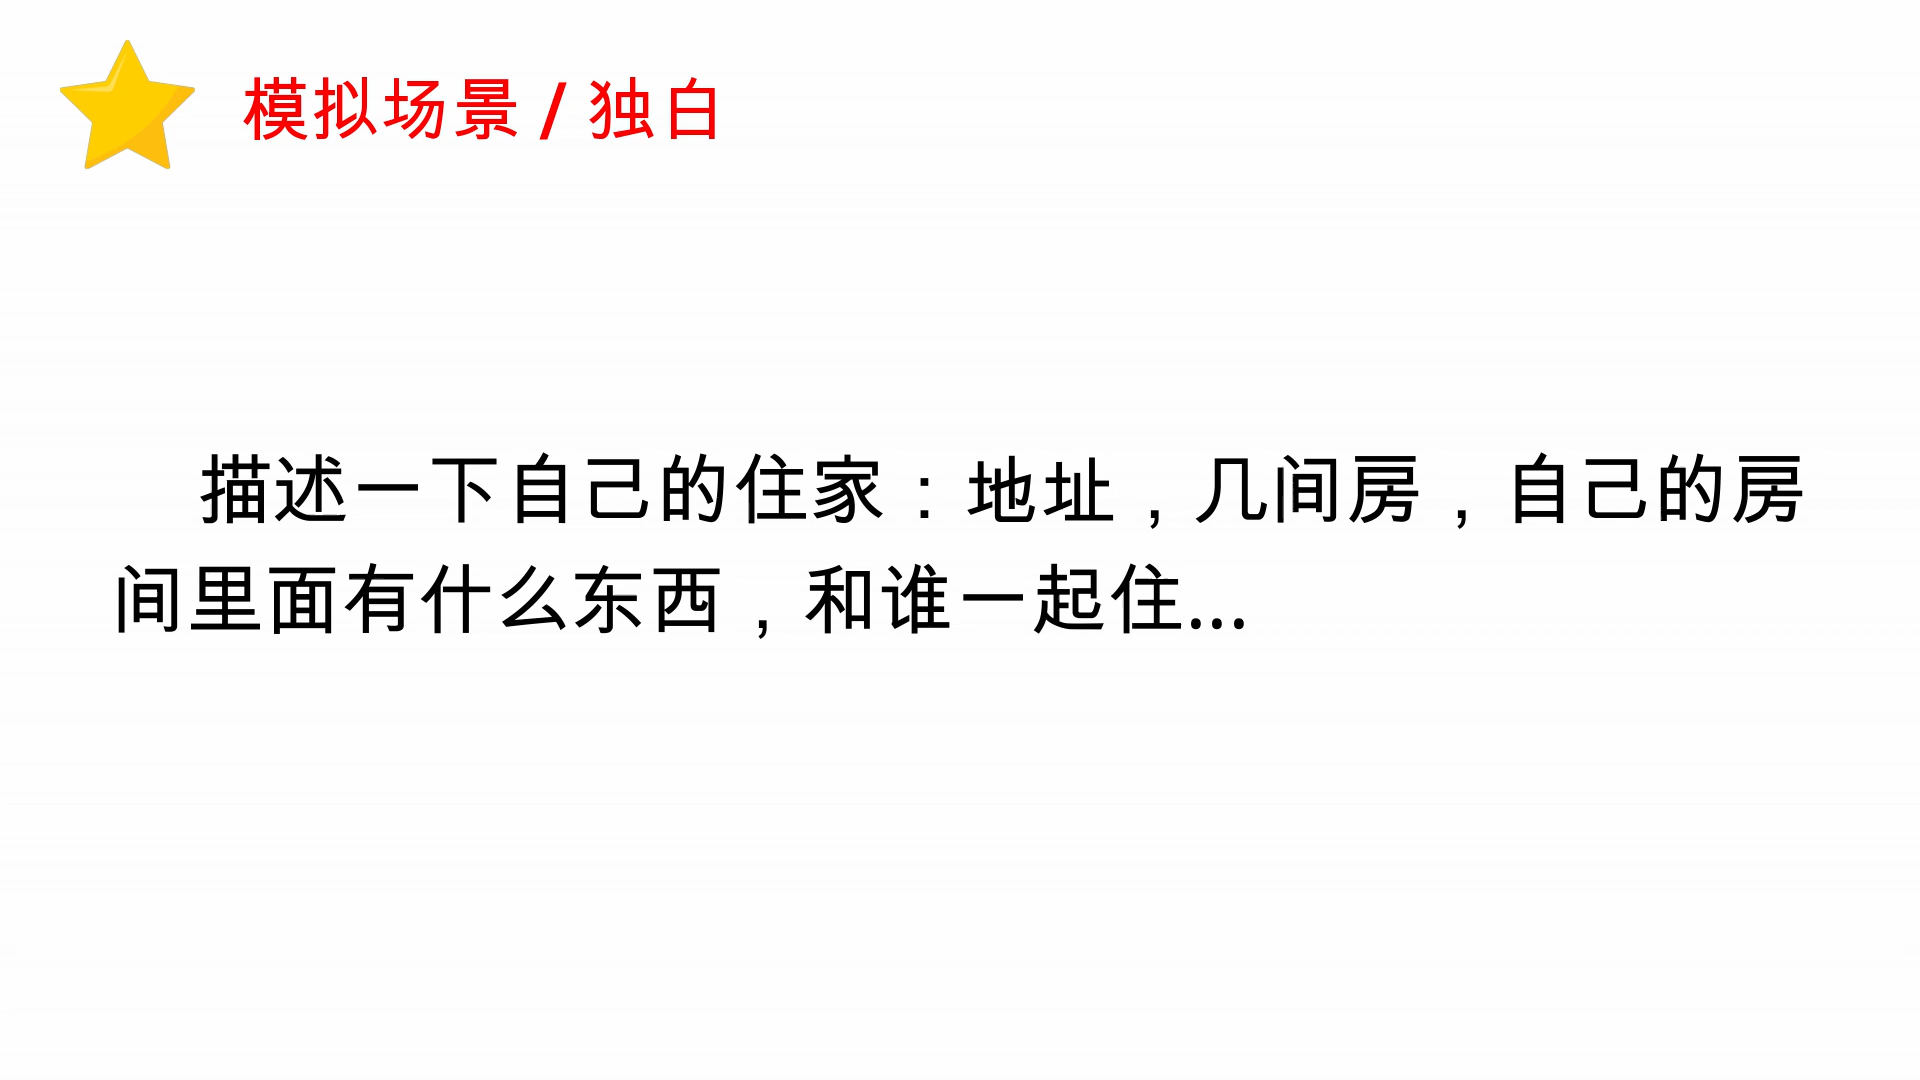 模拟场景 / 独白
描述一下自己的住家：地址，几间房，自己的房
间里面有什么东西，和谁一起住...